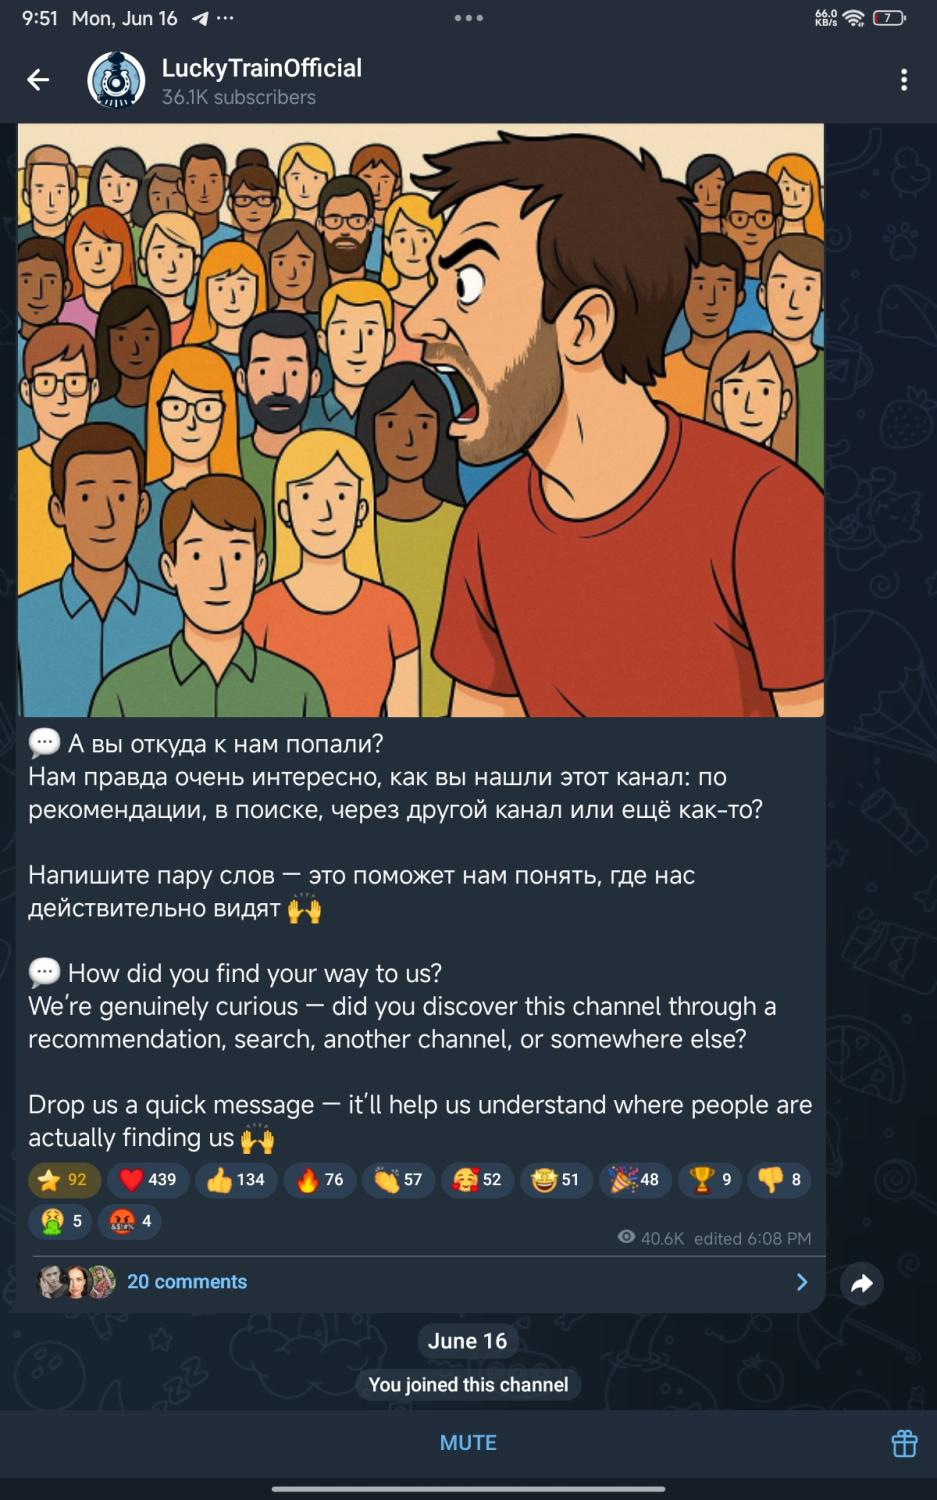 9:51 Mon, Jun 16
66.0
KB/s
7
LuckyTrainOfficial
36.1K subscribers
А вы откуда к нам попали?
Нам правда очень интересно, как вы нашли этот канал: по
рекомендации, в поиске, через другой канал или ещё как-то?
Напишите пару слов — это поможет нам понять, где нас
действительно видят 🙌
How did you find your way to us?
We're genuinely curious — did you discover this channel through a
recommendation, search, another channel, or somewhere else?
Drop us a quick message — it'll help us understand where people are
actually finding us 🙌
92 439 134 76 57 52 51 48 9 8
5 4
40.6K edited 6:08 PM
20 comments
June 16
You joined this channel
MUTE